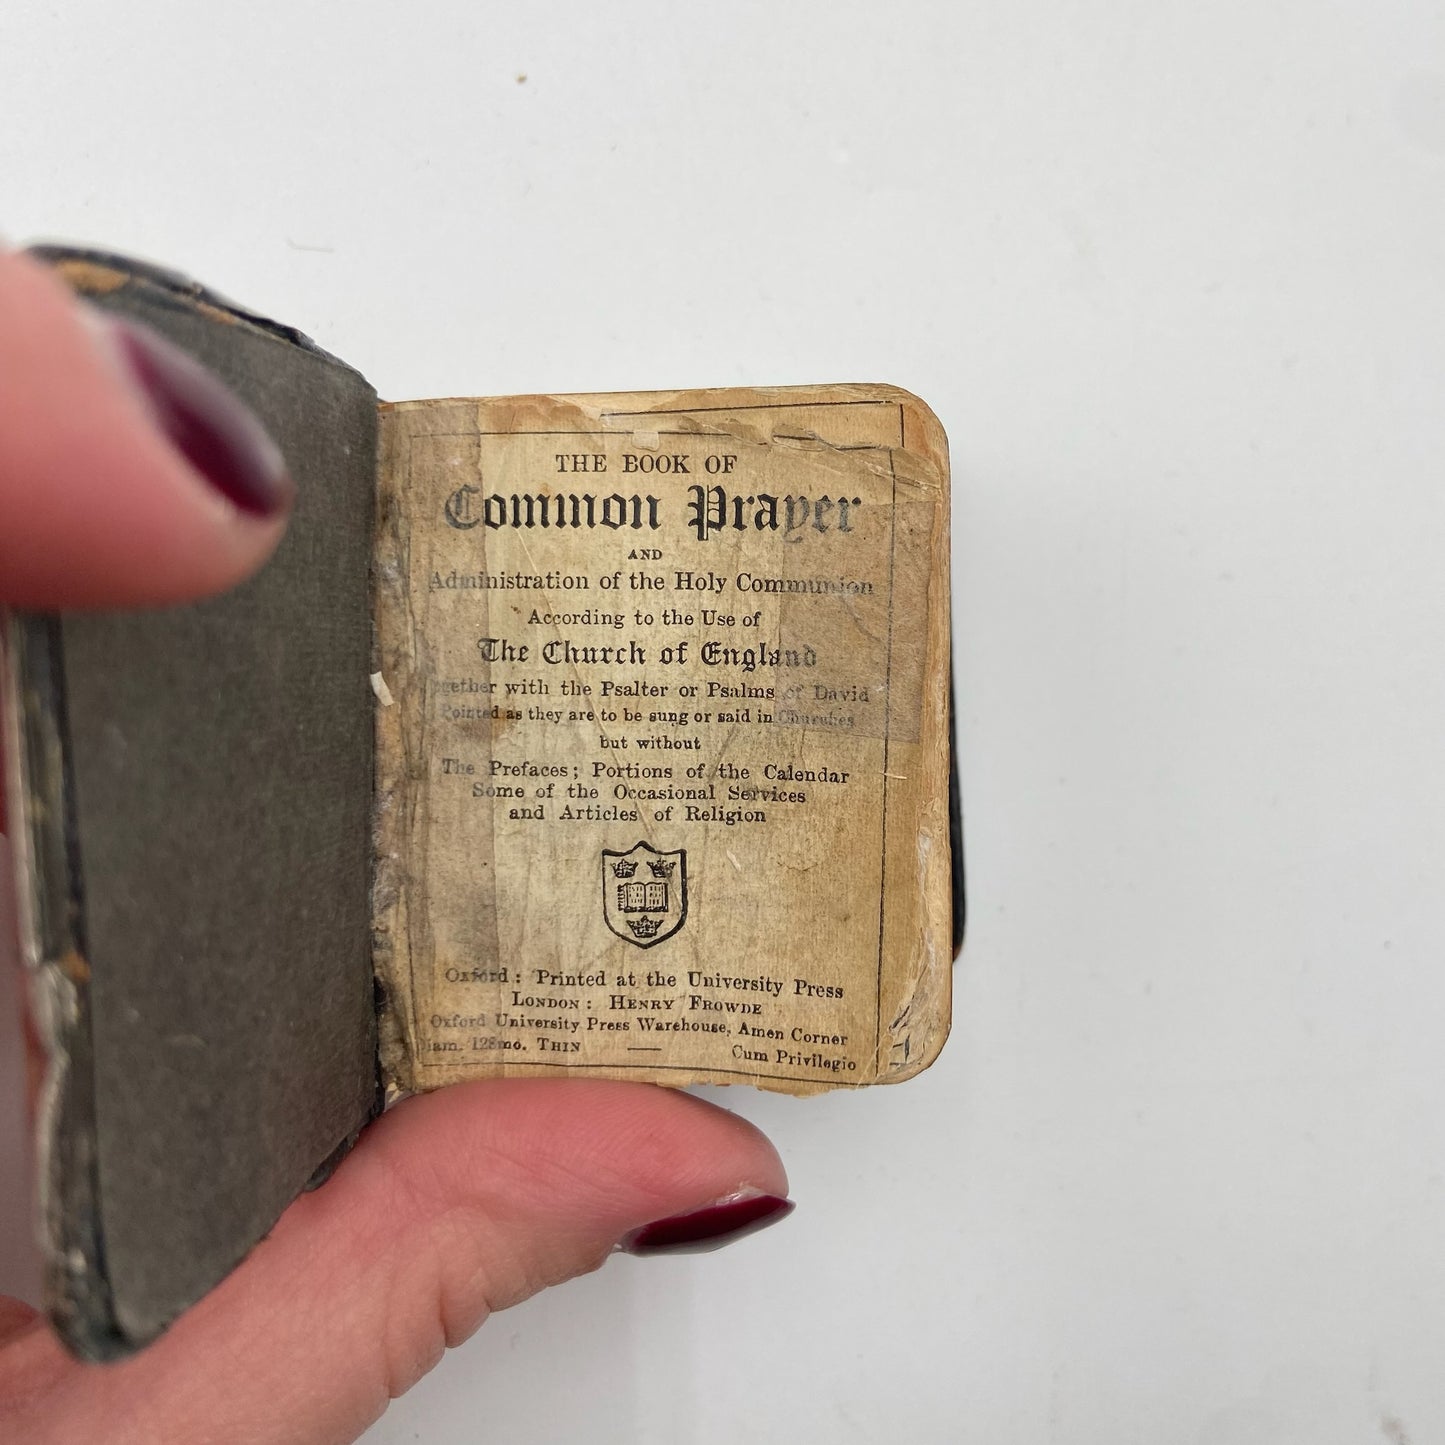 THE BOOK OF
Common Prayer
AND
Administration of the Holy Communion
According to the Use of
The Church of England
gether with the Psalter or Psalms of David
Pointed as they are to be sung or said in Churches
but without
The Prefaces; Portions of the Calendar
Some of the Occasional Services
and Articles of Religion
Oxford: Printed at the University Press
LONDON: HENRY FROWDE
Oxford University Press Warehouse, Amen Corner
iam. 128mo. THIN — Cum Privilegio